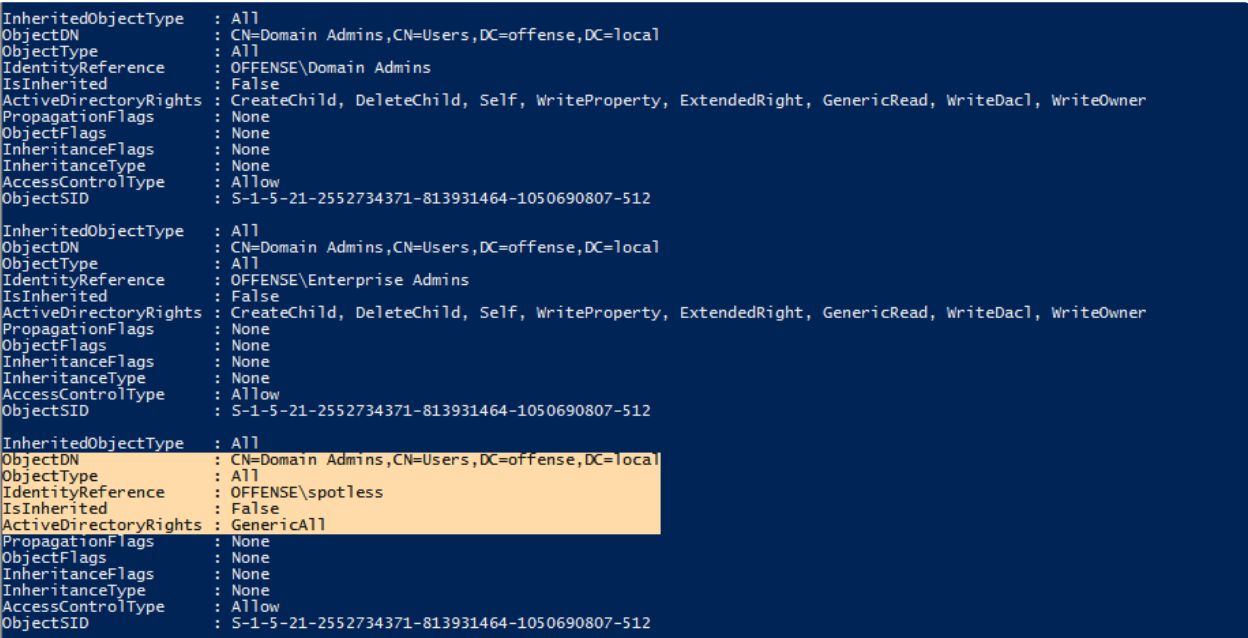 InheritedObjectType   : All
ObjectDN              : CN=Domain Admins,CN=Users,DC=offense,DC=local
ObjectType            : All
IdentityReference     : OFFENSE\Domain Admins
IsInherited           : False
ActiveDirectoryRights : CreateChild, DeleteChild, Self, WriteProperty, ExtendedRight, GenericRead, WriteDacl, WriteOwner
PropagationFlags      : None
ObjectFlags           : None
InheritanceFlags      : None
InheritanceType       : None
AccessControlType     : Allow
ObjectSID             : S-1-5-21-2552734371-813931464-1050690807-512
InheritedObjectType   : All
ObjectDN              : CN=Domain Admins,CN=Users,DC=offense,DC=local
ObjectType            : All
IdentityReference     : OFFENSE\Enterprise Admins
IsInherited           : False
ActiveDirectoryRights : CreateChild, DeleteChild, Self, WriteProperty, ExtendedRight, GenericRead, WriteDacl, WriteOwner
PropagationFlags      : None
ObjectFlags           : None
InheritanceFlags      : None
InheritanceType       : None
AccessControlType     : Allow
ObjectSID             : S-1-5-21-2552734371-813931464-1050690807-512
InheritedObjectType   : All
ObjectDN              : CN=Domain Admins,CN=Users,DC=offense,DC=local
ObjectType            : All
IdentityReference     : OFFENSE\spotless
IsInherited           : False
ActiveDirectoryRights : GenericAll
PropagationFlags      : None
ObjectFlags           : None
InheritanceFlags      : None
InheritanceType       : None
AccessControlType     : Allow
ObjectSID             : S-1-5-21-2552734371-813931464-1050690807-512